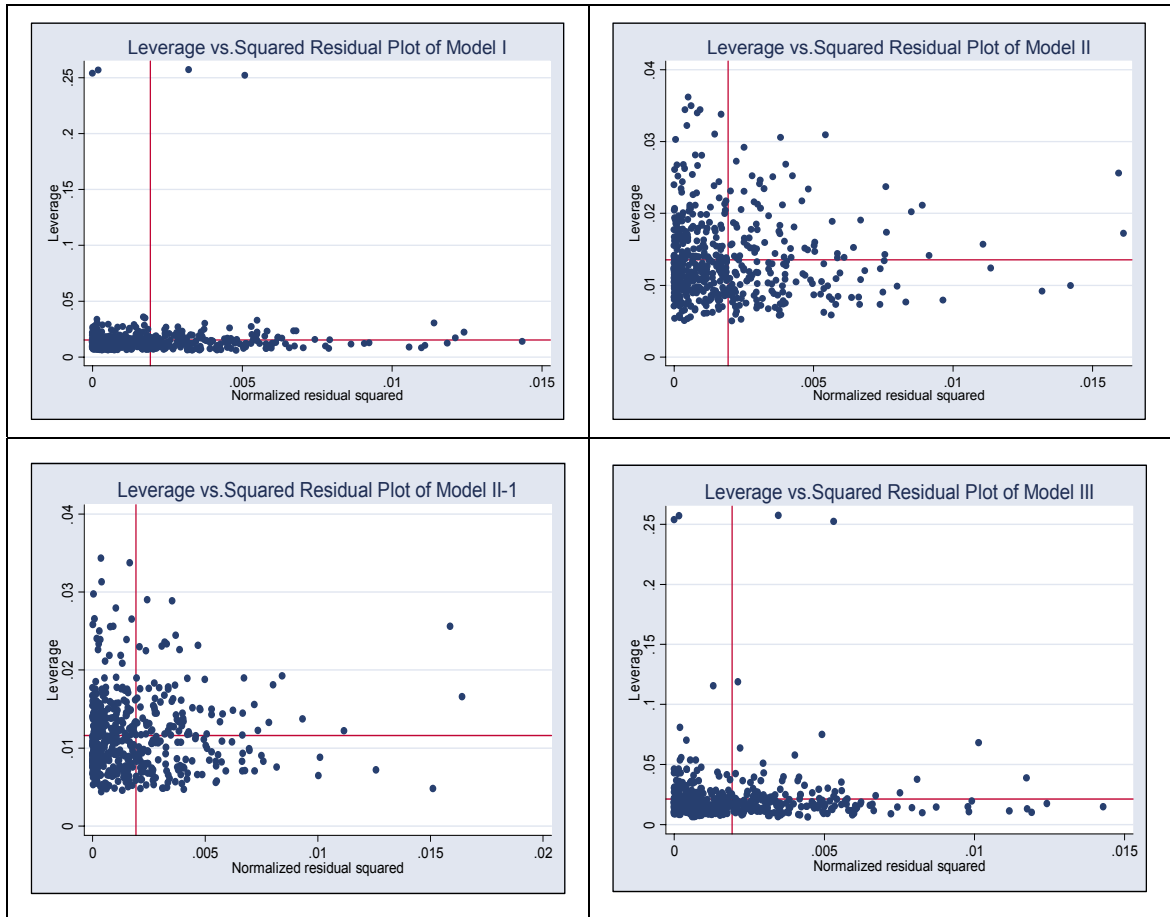 Leverage vs.Squared Residual Plot of Model I
.25
.2
.15
.1
.05
0
Leverage
0 .005 .01 .015
Normalized residual squared
Leverage vs.Squared Residual Plot of Model II
.04
.03
.02
.01
0
Leverage
0 .005 .01 .015
Normalized residual squared
Leverage vs.Squared Residual Plot of Model II-1
.04
.03
.02
.01
0
Leverage
0 .005 .01 .015 .02
Normalized residual squared
Leverage vs.Squared Residual Plot of Model III
.25
.2
.15
.1
.05
0
Leverage
0 .005 .01 .015
Normalized residual squared